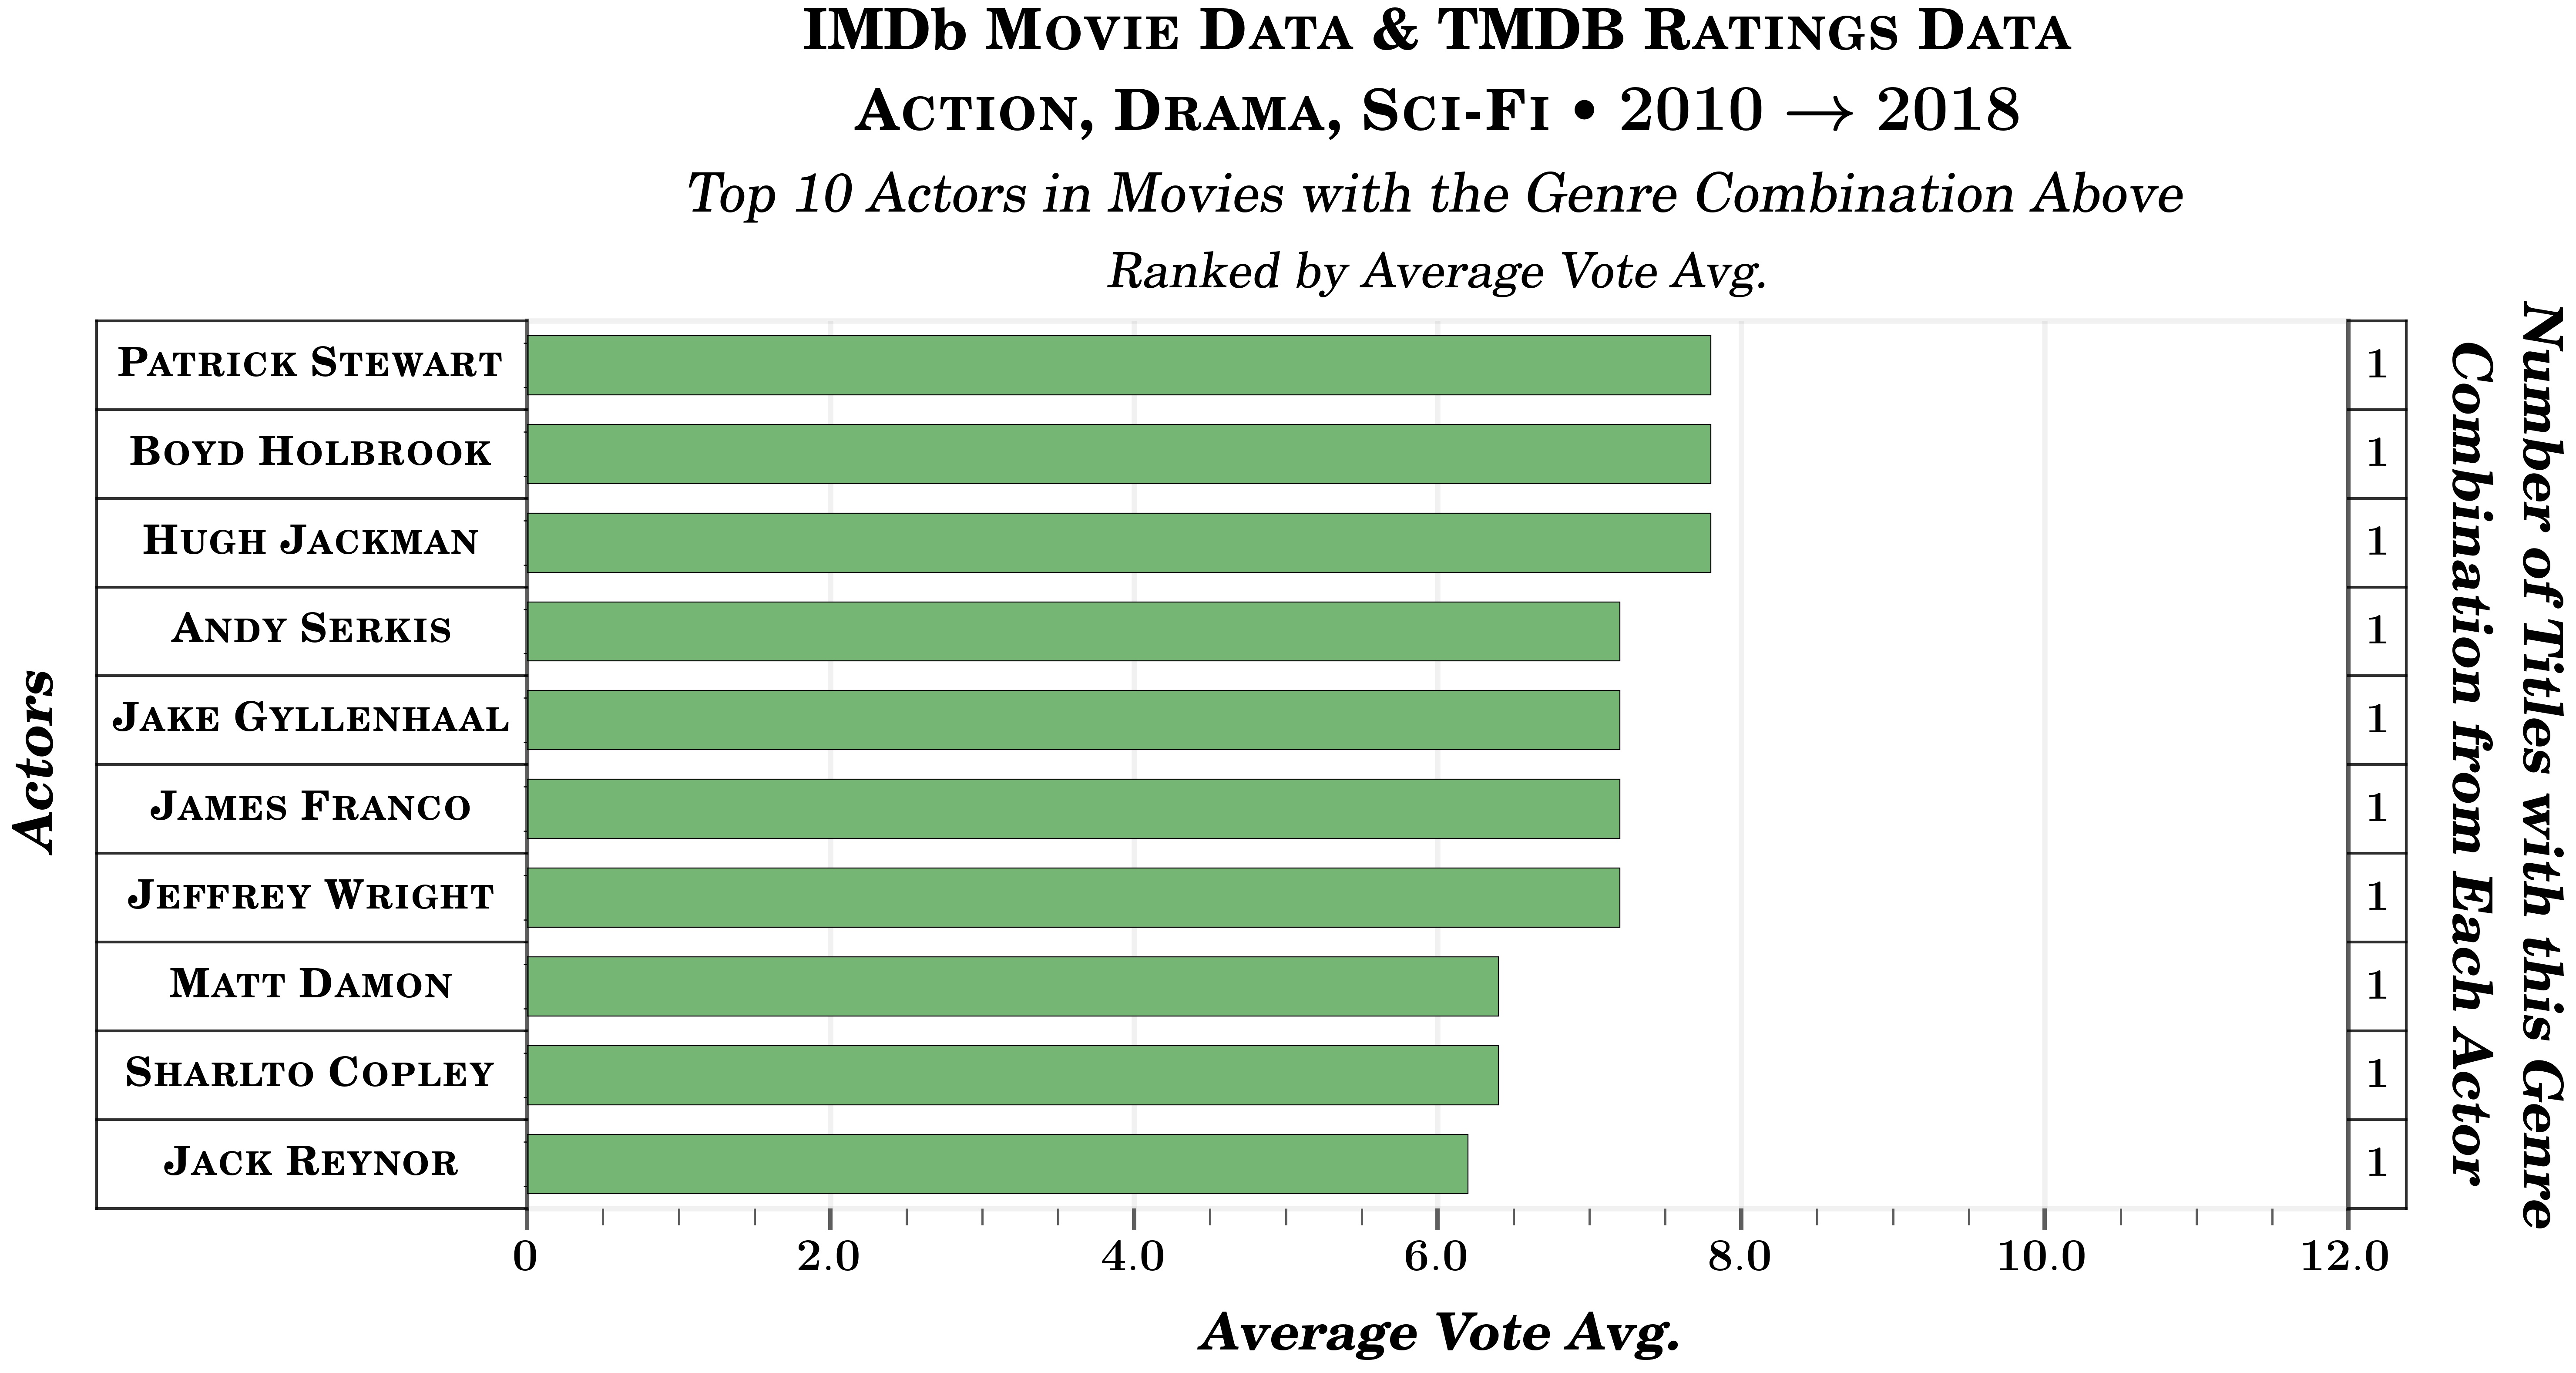 IMDb Movie Data & TMDB Ratings Data
Action, Drama, Sci-Fi • 2010 → 2018
Top 10 Actors in Movies with the Genre Combination Above
Ranked by Average Vote Avg.
Actors
Patrick Stewart 1
Boyd Holbrook 1
Hugh Jackman 1
Andy Serkis 1
Jake Gyllenhaal 1
James Franco 1
Jeffrey Wright 1
Matt Damon 1
Sharlto Copley 1
Jack Reynor 1
0 2.0 4.0 6.0 8.0 10.0 12.0
Average Vote Avg.
Number of Titles with this Genre
Combination from Each Actor